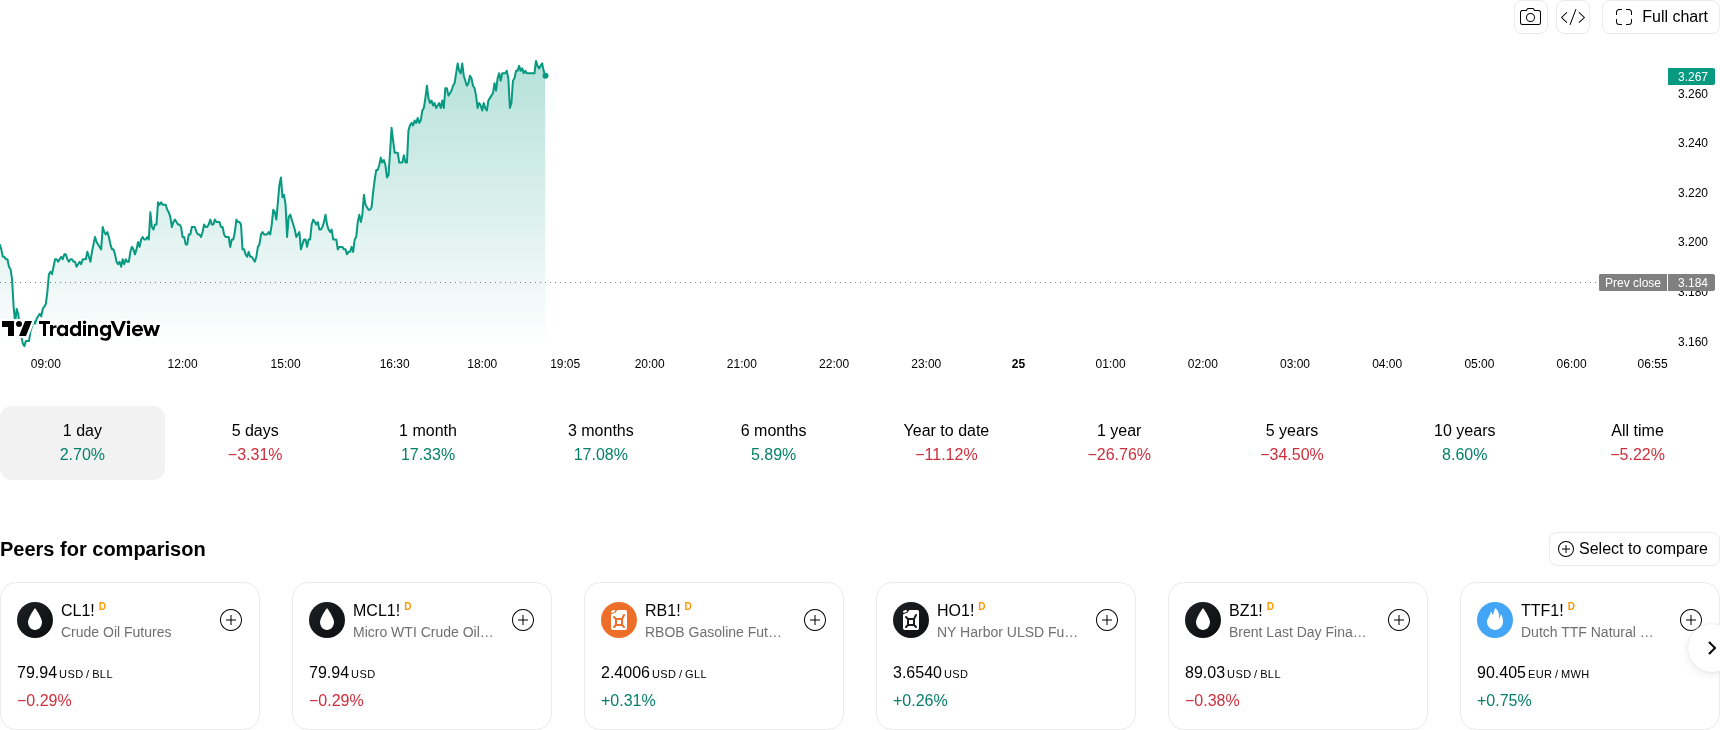 Full chart
3.267
3.260
3.240
3.220
3.200
Prev close 3.184
3.180
3.160
TradingView
09:00 12:00 15:00 16:30 18:00 19:05 20:00 21:00 22:00 23:00 25 01:00 02:00 03:00 04:00 05:00 06:00 06:55
1 day 5 days 1 month 3 months 6 months Year to date 1 year 5 years 10 years All time
2.70% −3.31% 17.33% 17.08% 5.89% −11.12% −26.76% −34.50% 8.60% −5.22%
Peers for comparison
Select to compare
CL1! D
Crude Oil Futures
79.94 USD / BLL
−0.29%
MCL1! D
Micro WTI Crude Oil…
79.94 USD
−0.29%
RB1! D
RBOB Gasoline Fut…
2.4006 USD / GLL
+0.31%
HO1! D
NY Harbor ULSD Fu…
3.6540 USD
+0.26%
BZ1! D
Brent Last Day Fina…
89.03 USD / BLL
−0.38%
TTF1! D
Dutch TTF Natural …
90.405 EUR / MWH
+0.75%